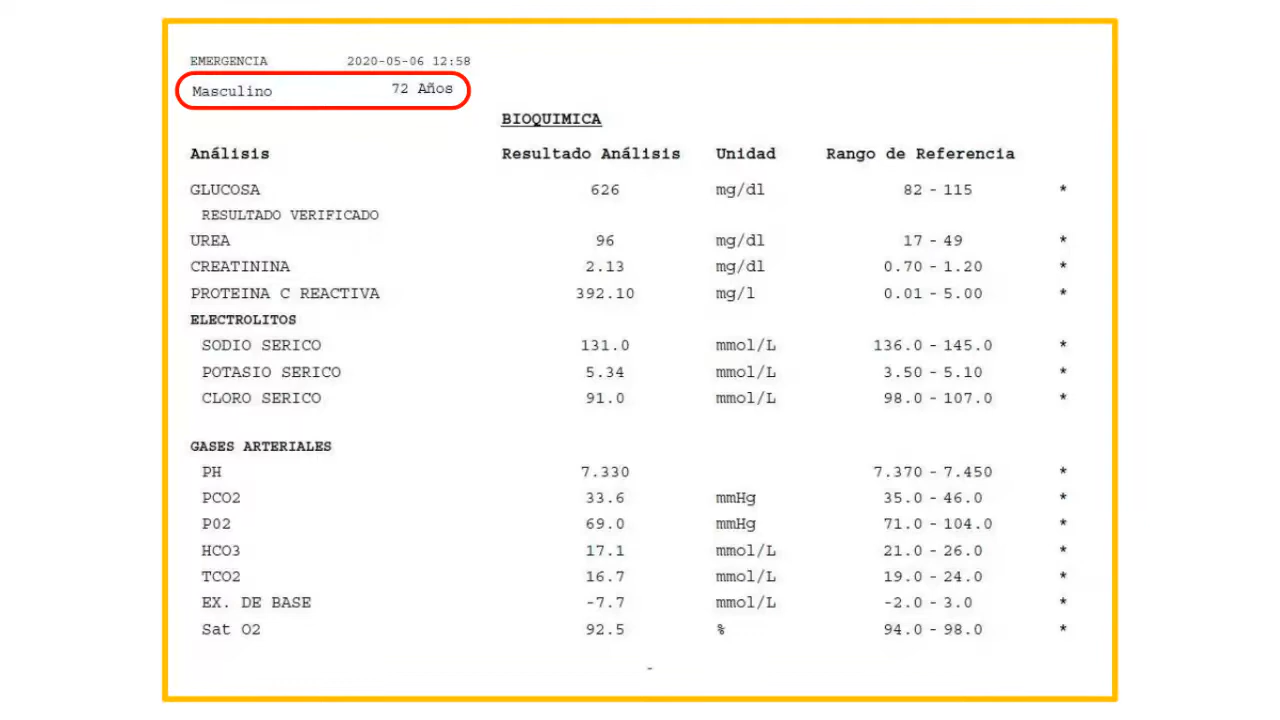 EMERGENCIA 2020-05-06 12:58
Masculino 72 Años
BIOQUIMICA
Análisis Resultado Análisis Unidad Rango de Referencia
GLUCOSA 626 mg/dl 82 - 115 *
RESULTADO VERIFICADO
UREA 96 mg/dl 17 - 49 *
CREATININA 2.13 mg/dl 0.70 - 1.20 *
PROTEINA C REACTIVA 392.10 mg/l 0.01 - 5.00 *
ELECTROLITOS
SODIO SERICO 131.0 mmol/L 136.0 - 145.0 *
POTASIO SERICO 5.34 mmol/L 3.50 - 5.10 *
CLORO SERICO 91.0 mmol/L 98.0 - 107.0 *
GASES ARTERIALES
PH 7.330 7.370 - 7.450 *
PCO2 33.6 mmHg 35.0 - 46.0 *
P02 69.0 mmHg 71.0 - 104.0 *
HCO3 17.1 mmol/L 21.0 - 26.0 *
TCO2 16.7 mmol/L 19.0 - 24.0 *
EX. DE BASE -7.7 mmol/L -2.0 - 3.0 *
Sat O2 92.5 % 94.0 - 98.0 *
-